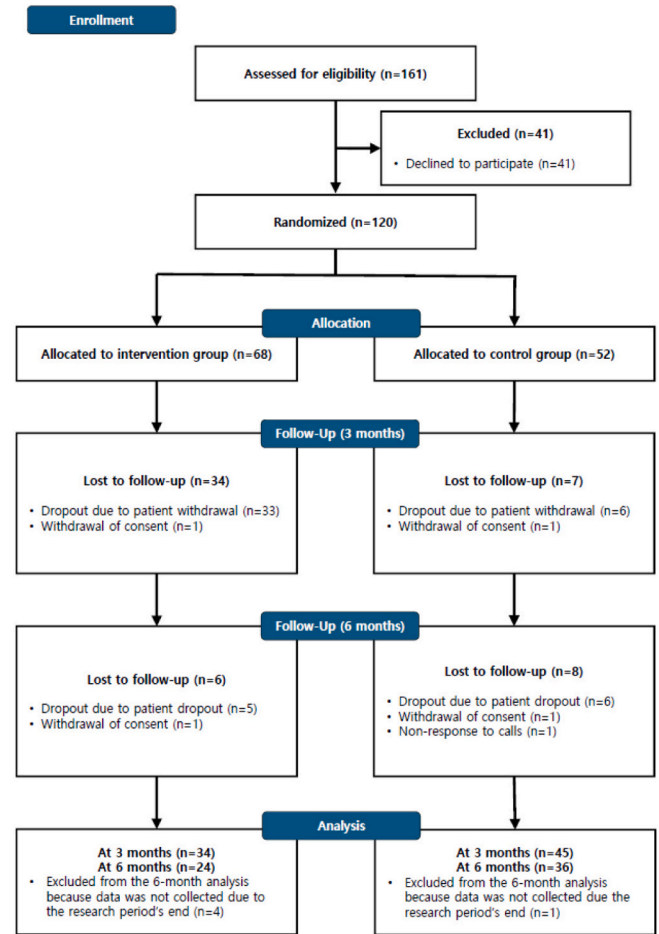 Enrollment
Assessed for eligibility (n=161)
Excluded (n=41)
• Declined to participate (n=41)
Randomized (n=120)
Allocation
Allocated to intervention group (n=68)
Allocated to control group (n=52)
Follow-Up (3 months)
Lost to follow-up (n=34)
• Dropout due to patient withdrawal (n=33)
• Withdrawal of consent (n=1)
Lost to follow-up (n=7)
• Dropout due to patient withdrawal (n=6)
• Withdrawal of consent (n=1)
Follow-Up (6 months)
Lost to follow-up (n=6)
• Dropout due to patient dropout (n=5)
• Withdrawal of consent (n=1)
Lost to follow-up (n=8)
• Dropout due to patient dropout (n=6)
• Withdrawal of consent (n=1)
• Non-response to calls (n=1)
Analysis
At 3 months (n=34)
At 6 months (n=24)
• Excluded from the 6-month analysis
because data was not collected due to
the research period's end (n=4)
At 3 months (n=45)
At 6 months (n=36)
• Excluded from the 6-month analysis
because data was not collected due the
research period's end (n=1)